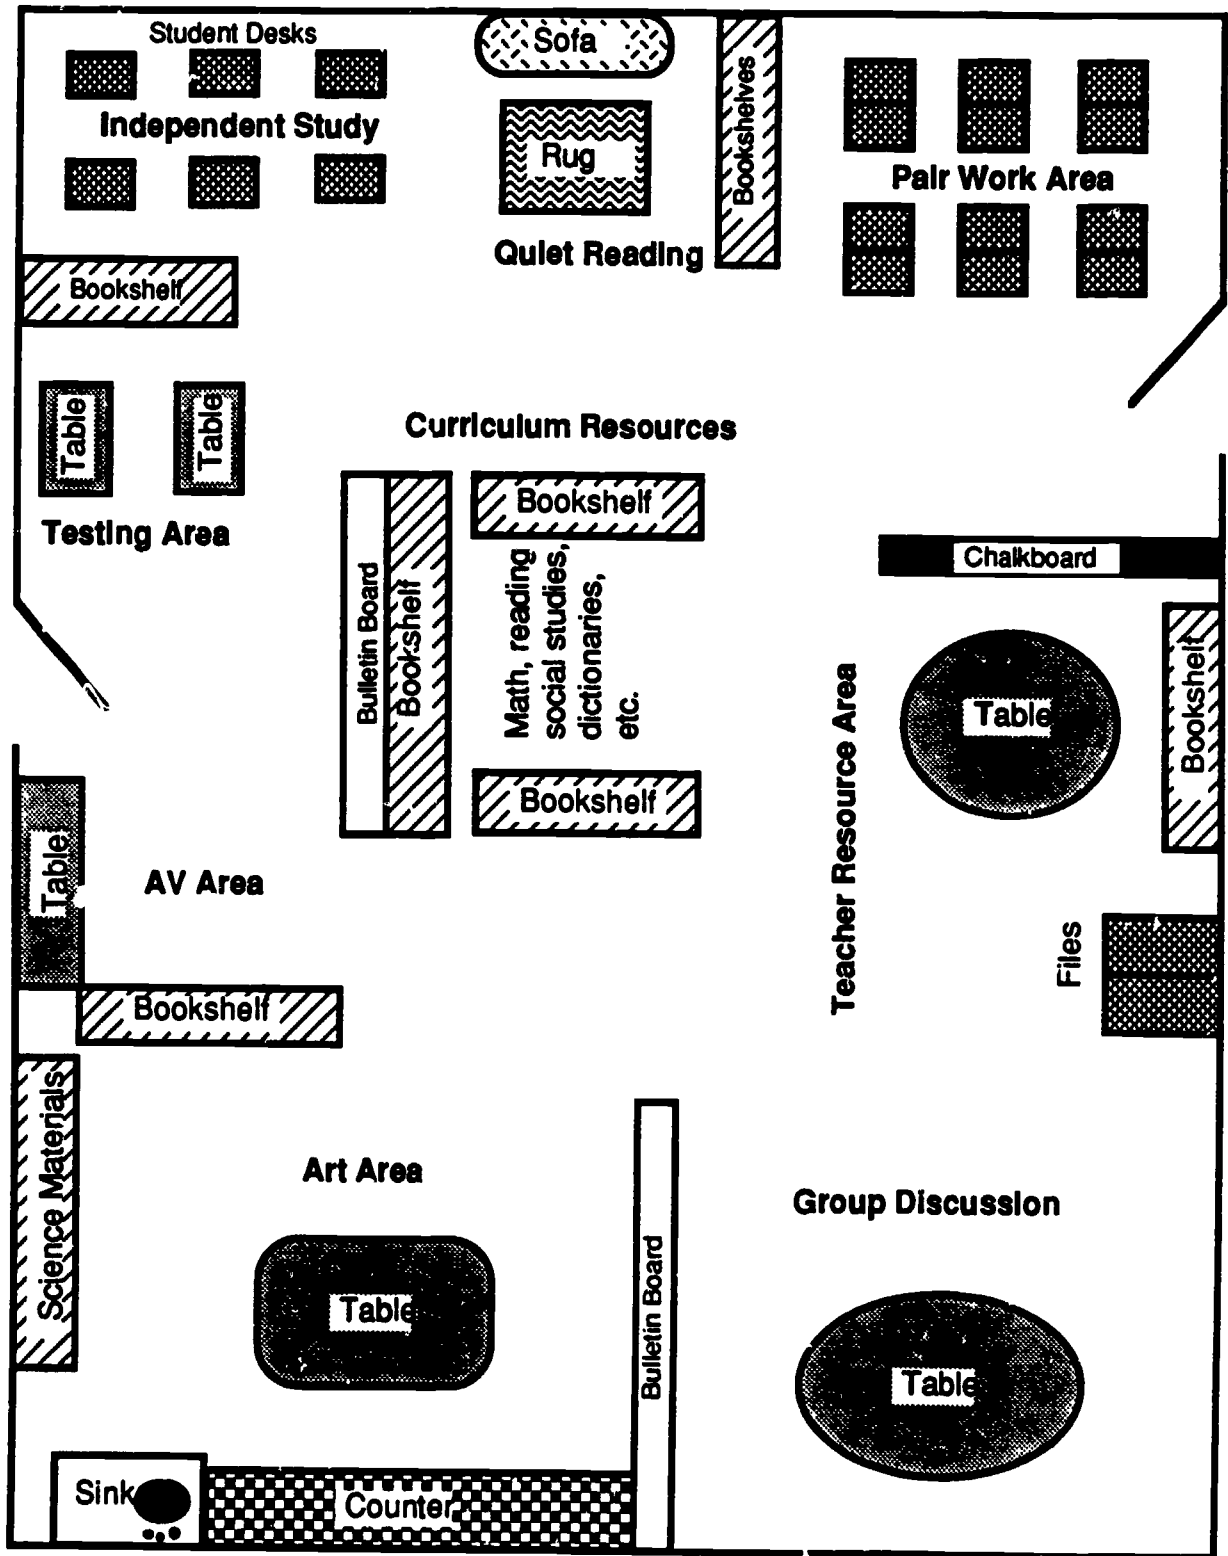 Student Desks
Independent Study
Sofa
Rug
Quiet Reading
Bookshelves
Pair Work Area
Bookshelf
Table
Table
Testing Area
Curriculum Resources
Bulletin Board
Bookshelf
Bookshelf
Math, reading
social studies,
dictionaries,
etc.
Bookshelf
Chalkboard
Table
Bookshelf
Teacher Resource Area
Files
Table
AV Area
Bookshelf
Science Materials
Art Area
Table
Bulletin Board
Group Discussion
Table
Sink
Counter